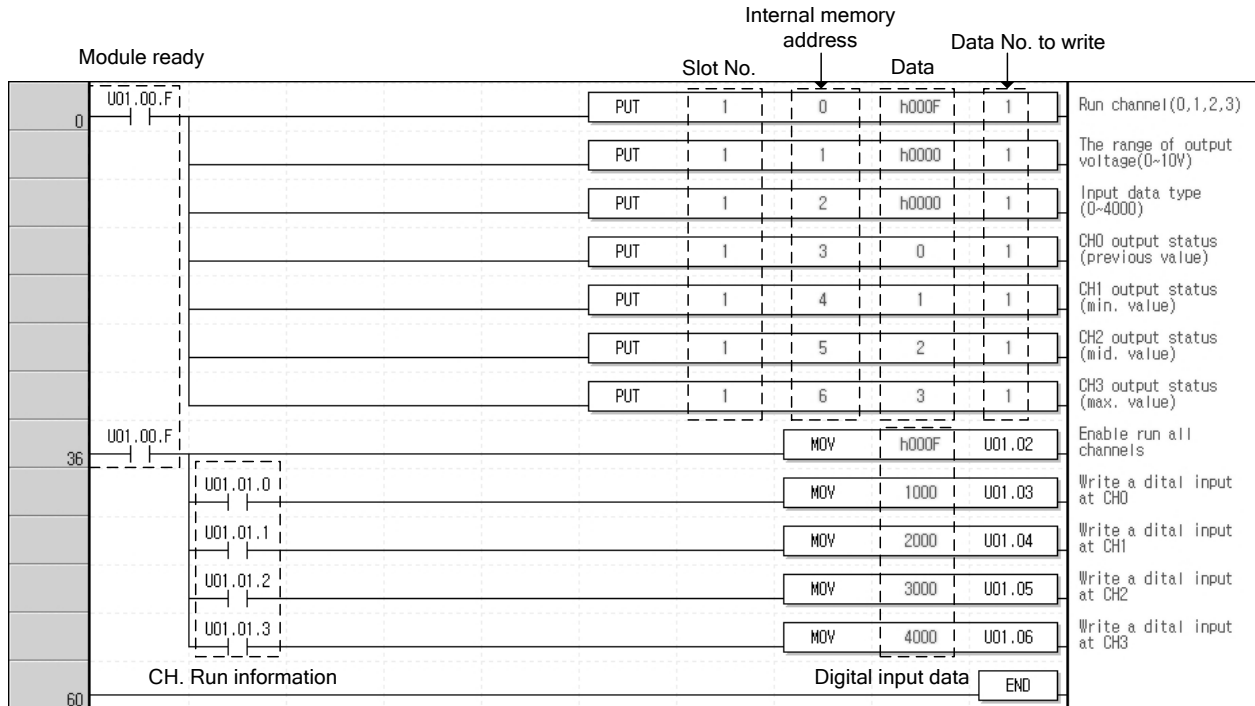 Internal memory
address
Module ready
Data No. to write
Slot No.
Data
U01.00.F
0
PUT 1 0 h000F 1
Run channel(0,1,2,3)
PUT 1 1 h0000 1
The range of output
voltage(0~10V)
PUT 1 2 h0000 1
Input data type
(0~4000)
PUT 1 3 0 1
CH0 output status
(previous value)
PUT 1 4 1 1
CH1 output status
(min. value)
PUT 1 5 2 1
CH2 output status
(mid. value)
PUT 1 6 3 1
CH3 output status
(max. value)
U01.00.F
36
MOV h000F U01.02
Enable run all
channels
U01.01.0
MOV 1000 U01.03
Write a dital input
at CH0
U01.01.1
MOV 2000 U01.04
Write a dital input
at CH1
U01.01.2
MOV 3000 U01.05
Write a dital input
at CH2
U01.01.3
MOV 4000 U01.06
Write a dital input
at CH3
CH. Run information
Digital input data
END
60